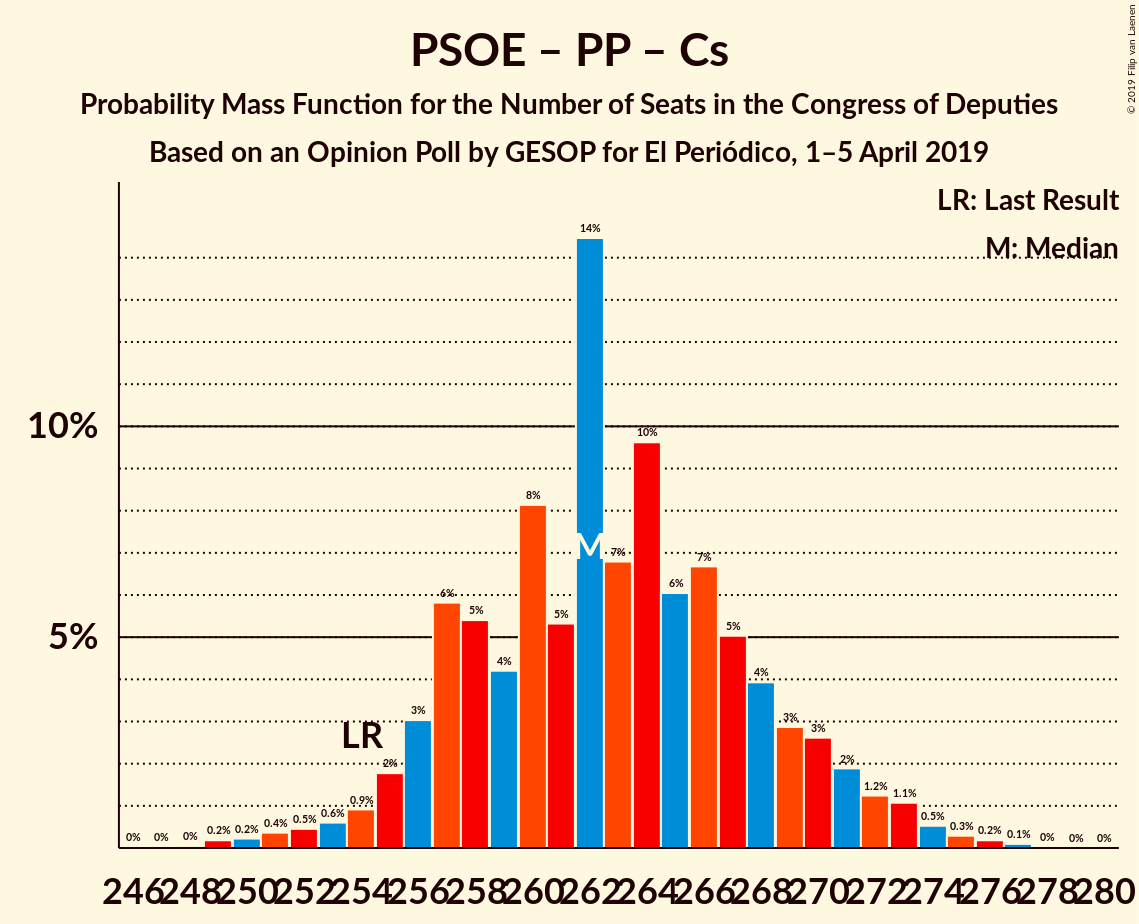 © 2019 Filip van Laenen
PSOE – PP – Cs
Probability Mass Function for the Number of Seats in the Congress of Deputies
Based on an Opinion Poll by GESOP for El Periódico, 1–5 April 2019
LR: Last Result
M: Median
10%
5%
LR
M
0% 0% 0% 0.2% 0.2% 0.4% 0.5% 0.6% 0.9% 2% 3% 6% 5% 4% 8% 5% 14% 7% 10% 6% 7% 5% 4% 3% 3% 2% 1.2% 1.1% 0.5% 0.3% 0.2% 0.1% 0% 0% 0%
246 248 250 252 254 256 258 260 262 264 266 268 270 272 274 276 278 280